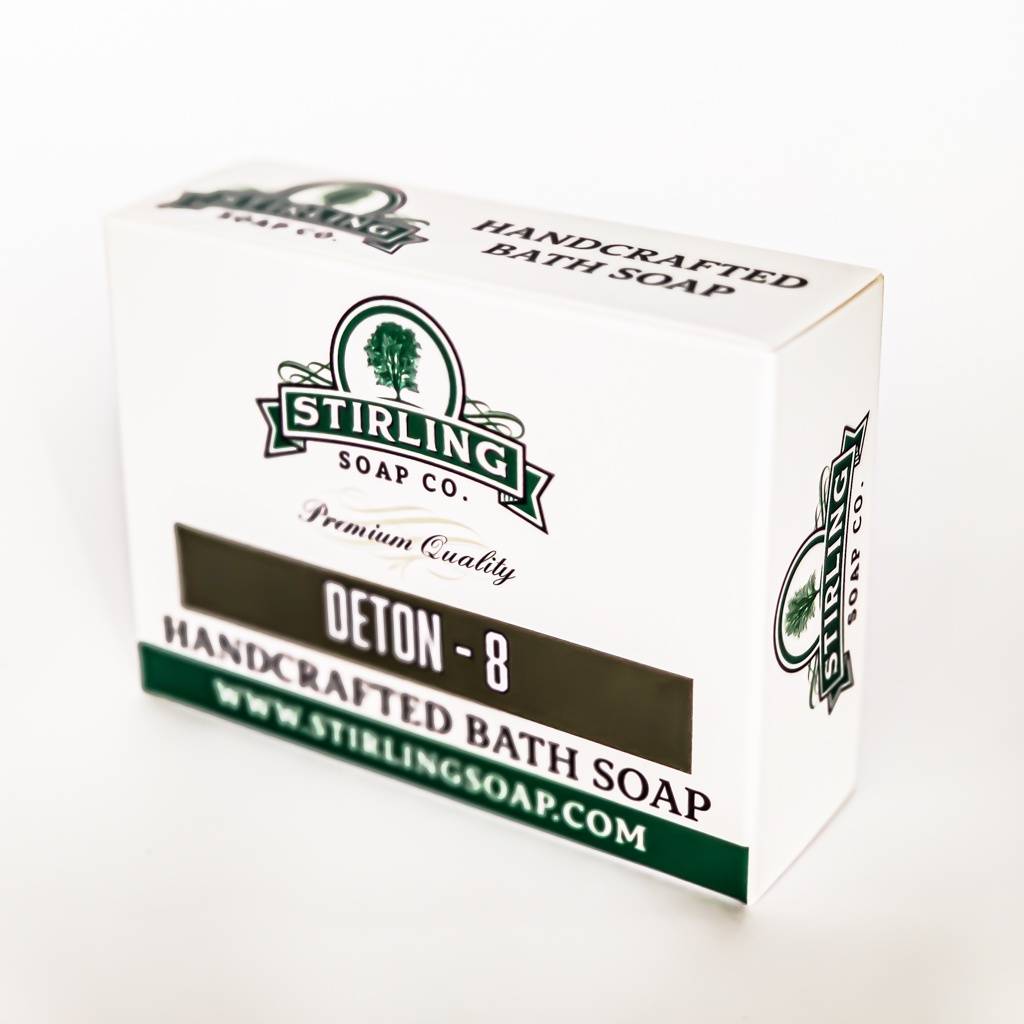 STIRLING
SOAP CO.
HANDCRAFTED
BATH SOAP
STIRLING
SOAP CO.
Premium Quality
DETON - 8
HANDCRAFTED BATH SOAP
WWW.STIRLINGSOAP.COM
STIRLING
SOAP CO.